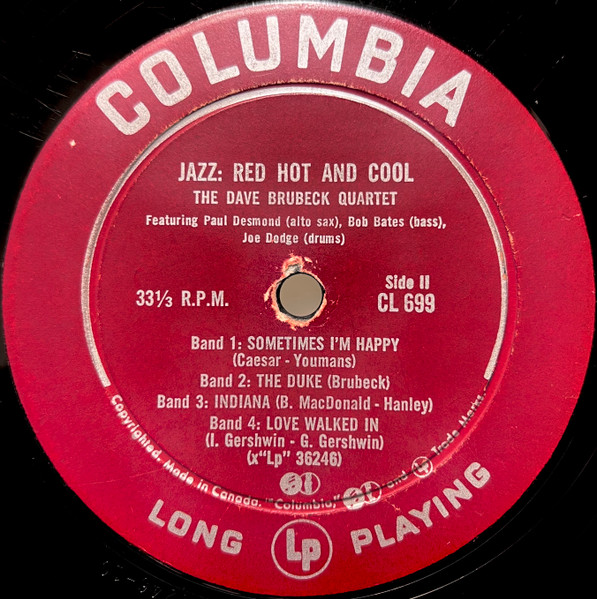 COLUMBIA
JAZZ: RED HOT AND COOL
THE DAVE BRUBECK QUARTET
Featuring Paul Desmond (alto sax), Bob Bates (bass),
Joe Dodge (drums)
33⅓ R.P.M.
Side II
CL 699
Band 1: SOMETIMES I'M HAPPY
(Caesar - Youmans)
Band 2: THE DUKE (Brubeck)
Band 3: INDIANA (B. MacDonald - Hanley)
Band 4: LOVE WALKED IN
(I. Gershwin - G. Gershwin)
(x"Lp" 36246)
Copyrighted. Made in Canada. "Columbia," and Lp Trade Marks.
LONG Lp PLAYING